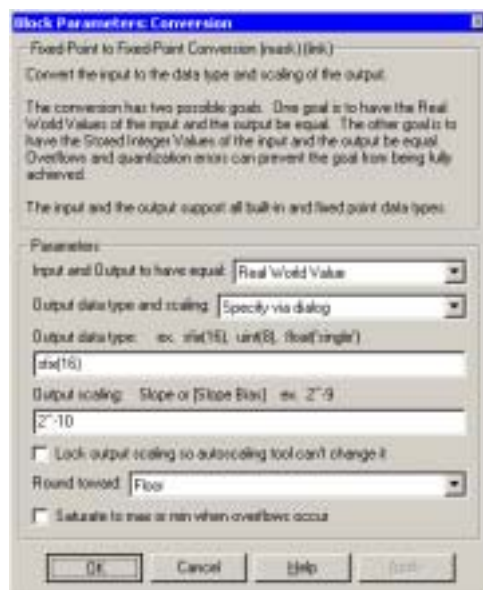 Block Parameters: Conversion
Fixed-Point to Fixed-Point Conversion (mask) (link)
Convert the input to the data type and scaling of the output.
The conversion has two possible goals. One goal is to have the Real
World Values of the input and the output be equal. The other goal is to
have the Stored Integer Values of the input and the output be equal.
Overflows and quantization errors can prevent the goal from being fully
achieved.
The input and the output support all built-in and fixed point data types.
Parameters
Input and Output to have equal: Real World Value
Output data type and scaling: Specify via dialog
Output data type: ex. sfix(16), uint(8), float('single')
sfix(16)
Output scaling: Slope or [Slope Bias] ex. 2^-9
2^-10
Lock output scaling so autoscaling tool can't change it
Round toward: Floor
Saturate to max or min when overflows occur
OK Cancel Help Apply